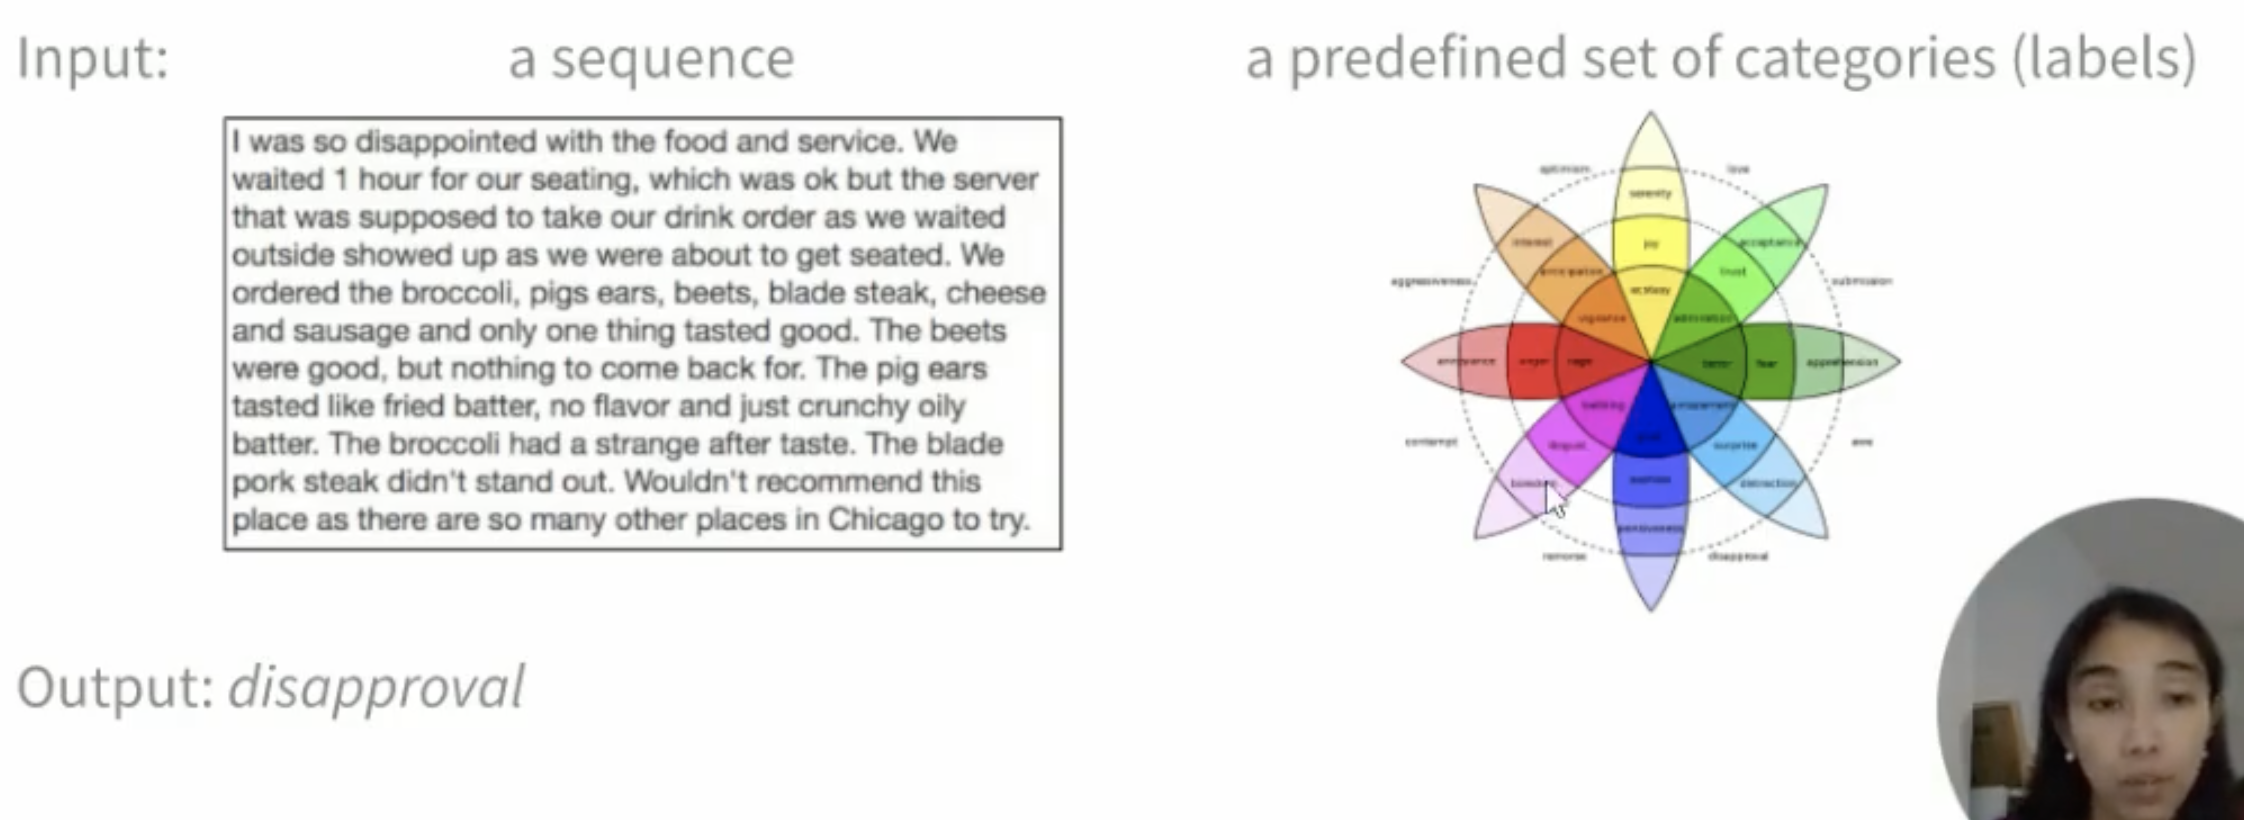 Input:
a sequence
a predefined set of categories (labels)
I was so disappointed with the food and service. We
waited 1 hour for our seating, which was ok but the server
that was supposed to take our drink order as we waited
outside showed up as we were about to get seated. We
ordered the broccoli, pigs ears, beets, blade steak, cheese
and sausage and only one thing tasted good. The beets
were good, but nothing to come back for. The pig ears
tasted like fried batter, no flavor and just crunchy oily
batter. The broccoli had a strange after taste. The blade
pork steak didn't stand out. Wouldn't recommend this
place as there are so many other places in Chicago to try.
optimism
love
serenity
interest
joy
acceptance
anticipation
trust
aggressiveness
ecstasy
submission
vigilance
admiration
annoyance
anger
rage
terror
fear
apprehension
loathing
amazement
contempt
disgust
surprise
awe
boredom
sadness
distraction
pensiveness
remorse
disapproval
Output: disapproval